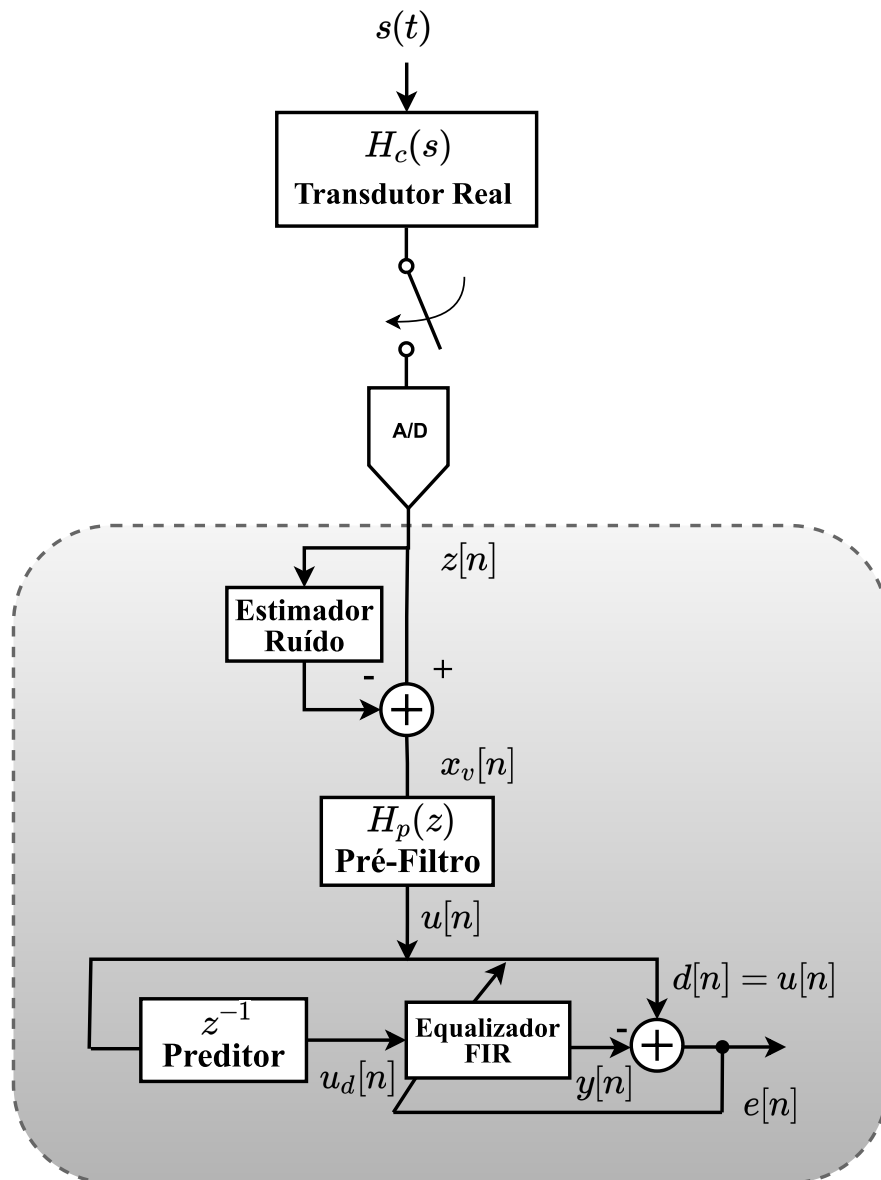 s(t)
H_c(s)
Transdutor Real
A/D
z[n]
Estimador
Ruído
-
+
+
x_v[n]
H_p(z)
Pré-Filtro
u[n]
d[n] = u[n]
z^{-1}
Preditor
u_d[n]
Equalizador
FIR
y[n]
-
+
e[n]